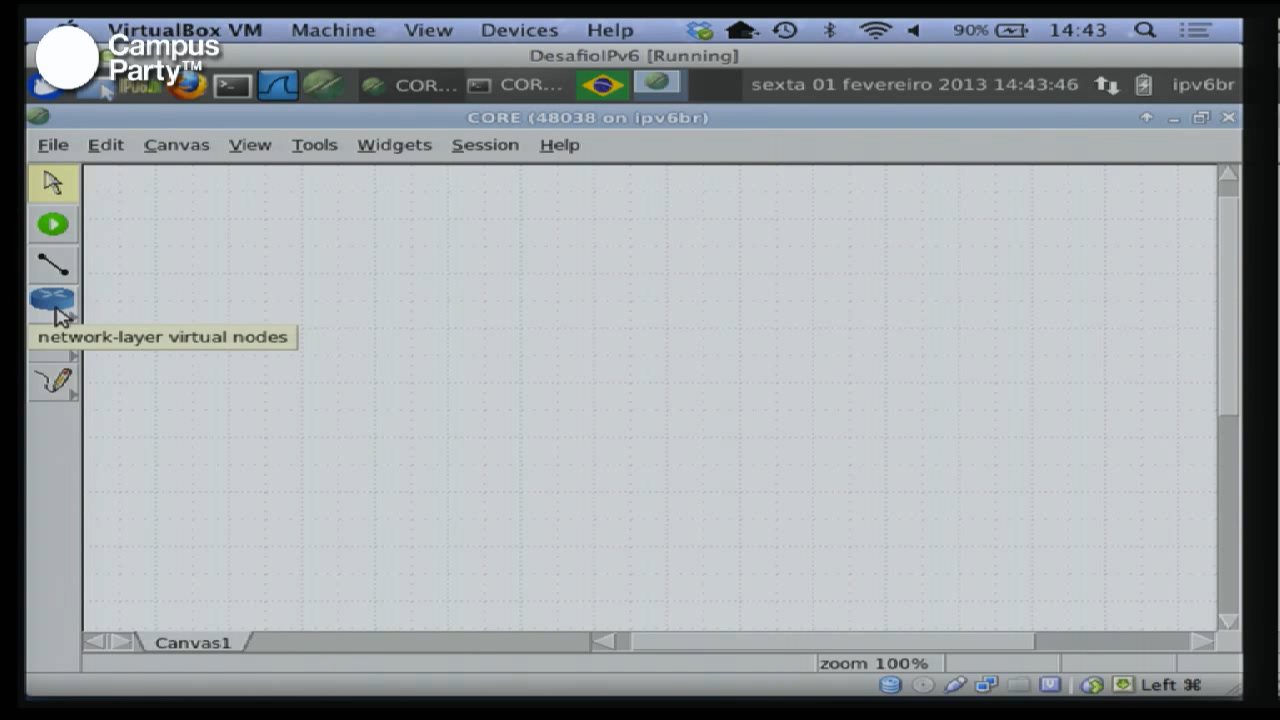 VirtualBox VM Machine View Devices Help 90% 14:43
Campus
Party™
DesafioIPv6 [Running]
COR... COR... sexta 01 fevereiro 2013 14:43:46 ipv6br
CORE (48038 on ipv6br)
File Edit Canvas View Tools Widgets Session Help
network-layer virtual nodes
Canvas1
zoom 100%
Left ⌘